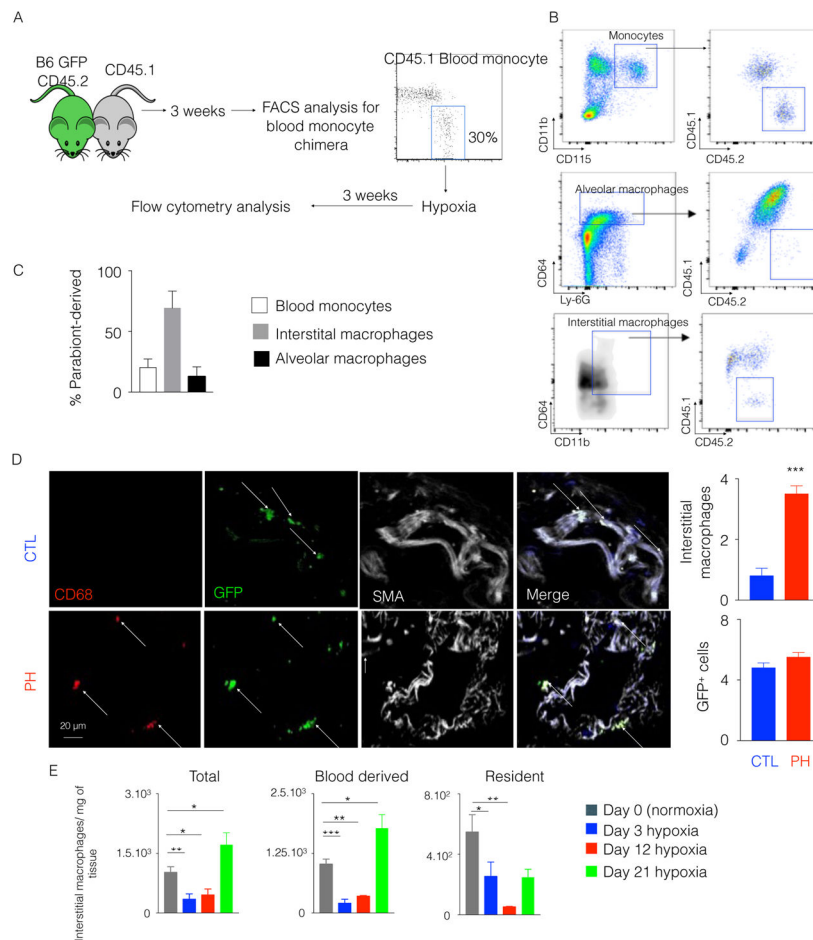 A
B6 GFP
CD45.2
CD45.1
3 weeks
FACS analysis for
blood monocyte
chimera
CD45.1 Blood monocyte
30%
3 weeks
Hypoxia
Flow cytometry analysis
B
Monocytes
CD11b
CD115
CD45.1
CD45.2
Alveolar macrophages
CD64
Ly-6G
CD45.1
CD45.2
Interstitial macrophages
CD64
CD11b
CD45.1
CD45.2
C
% Parabiont-derived
100
50
0
Blood monocytes
Interstital macrophages
Alveolar macrophages
D
CTL
CD68
GFP
SMA
Merge
PH
20 µm
Interstitial
macrophages
4
2
0
***
GFP⁺ cells
8
4
0
CTL
PH
E
Interstitial macrophages/ mg of
tissue
Total
3.10³
1.5.10³
0
*
*
**
Blood derived
2.5.10³
1.25.10³
0
*
**
***
Resident
8.10²
4.10²
0
**
*
Day 0 (normoxia)
Day 3 hypoxia
Day 12 hypoxia
Day 21 hypoxia